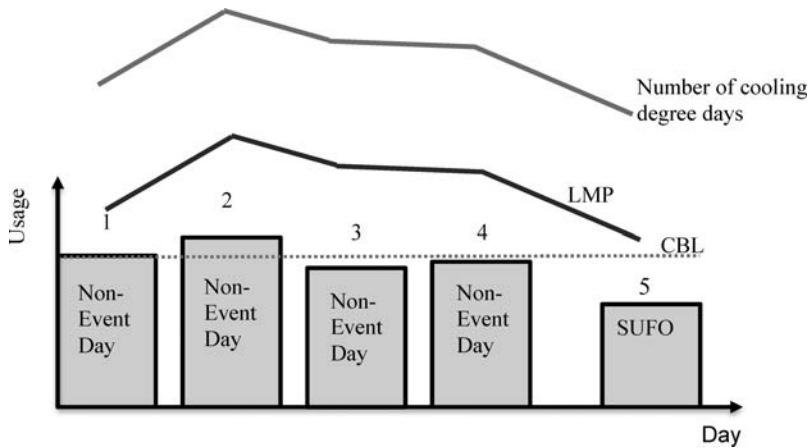 Number of cooling
degree days
Usage
LMP
CBL
1
2
3
4
5
Non-
Event
Day
Non-
Event
Day
Non-
Event
Day
Non-
Event
Day
SUFO
Day